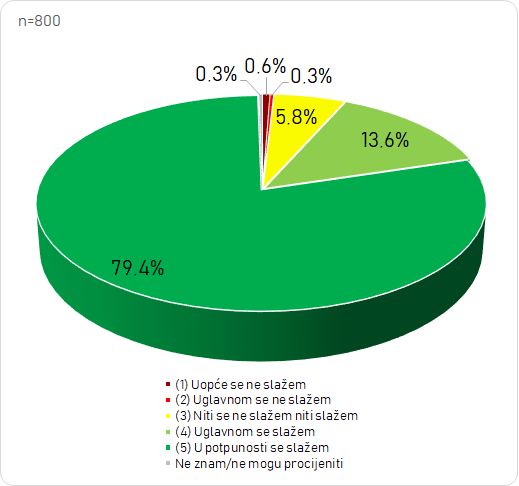 n=800
0.3%
0.6%
0.3%
5.8%
13.6%
79.4%
(1) Uopće se ne slažem
(2) Uglavnom se ne slažem
(3) Niti se ne slažem niti slažem
(4) Uglavnom se slažem
(5) U potpunosti se slažem
Ne znam/ne mogu procijeniti